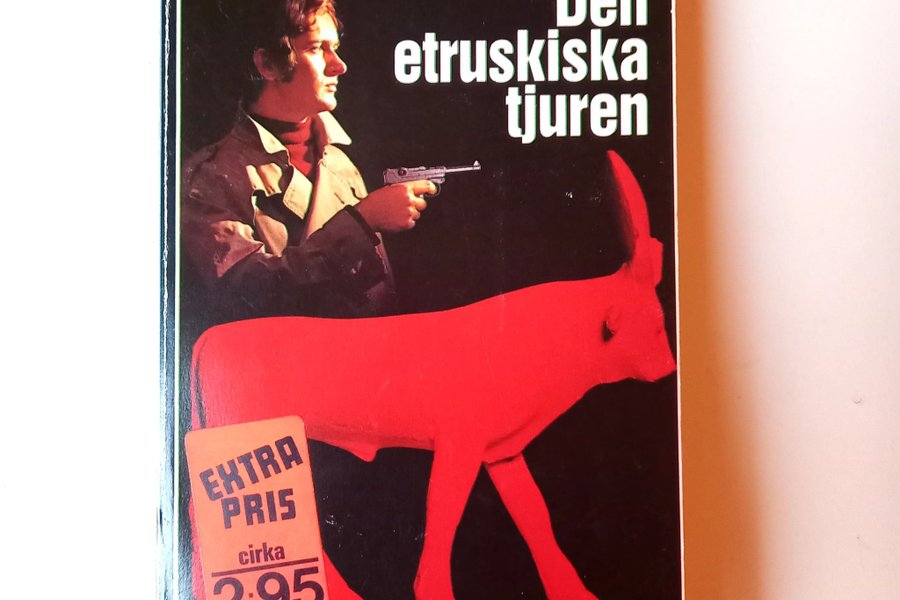 Den
etruskiska
tjuren
EXTRA
PRIS
cirka
2:95